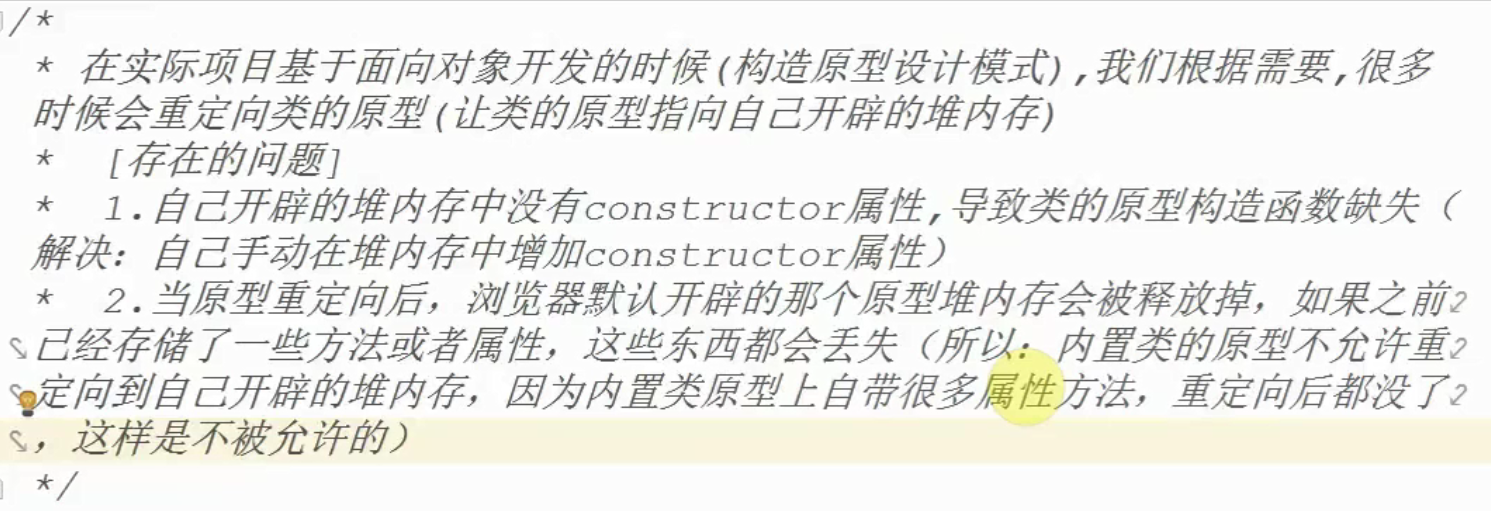 /*
* 在实际项目基于面向对象开发的时候(构造原型设计模式),我们根据需要,很多
时候会重定向类的原型(让类的原型指向自己开辟的堆内存)
* [存在的问题]
* 1.自己开辟的堆内存中没有constructor属性,导致类的原型构造函数缺失（
解决：自己手动在堆内存中增加constructor属性）
* 2.当原型重定向后，浏览器默认开辟的那个原型堆内存会被释放掉，如果之前
己经存储了一些方法或者属性，这些东西都会丢失（所以：内置类的原型不允许重
定向到自己开辟的堆内存，因为内置类原型上自带很多属性方法，重定向后都没了
，这样是不被允许的）
*/